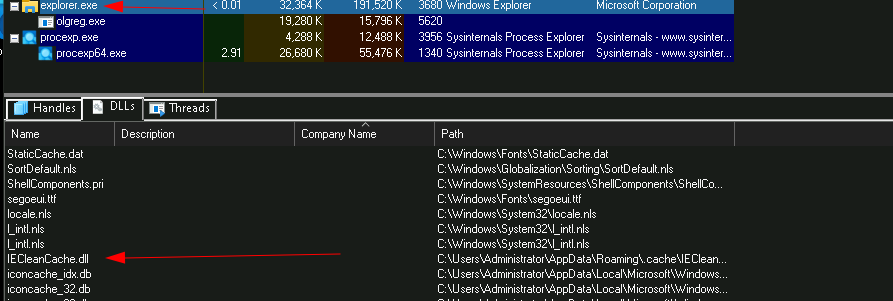 explorer.exe < 0.01 32,364 K 191,520 K 3680 Windows Explorer Microsoft Corporation
olgreg.exe 19,280 K 15,796 K 5620
procexp.exe 4,288 K 12,488 K 3956 Sysinternals Process Explorer Sysinternals - www.sysinter...
procexp64.exe 2.91 26,680 K 55,476 K 1340 Sysinternals Process Explorer Sysinternals - www.sysinter...
Handles DLLs Threads
Name Description Company Name Path
StaticCache.dat C:\Windows\Fonts\StaticCache.dat
SortDefault.nls C:\Windows\Globalization\Sorting\SortDefault.nls
ShellComponents.pri C:\Windows\SystemResources\ShellComponents\ShellCo...
segoeui.ttf C:\Windows\Fonts\segoeui.ttf
locale.nls C:\Windows\System32\locale.nls
l_intl.nls C:\Windows\System32\l_intl.nls
l_intl.nls C:\Windows\System32\l_intl.nls
IECleanCache.dll C:\Users\Administrator\AppData\Roaming\.cache\IEClean...
iconcache_idx.db C:\Users\Administrator\AppData\Local\Microsoft\Windows...
iconcache_32.db C:\Users\Administrator\AppData\Local\Microsoft\Windows...